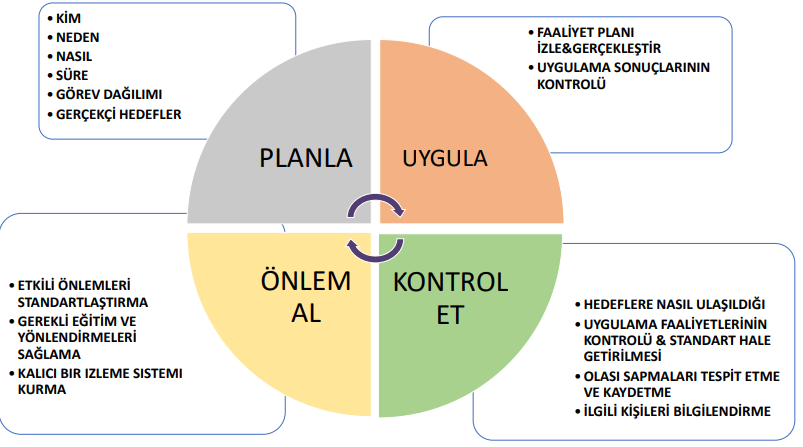 • KİM
• NEDEN
• NASIL
• SÜRE
• GÖREV DAĞILIMI
• GERÇEKÇİ HEDEFLER
• FAALİYET PLANI
İZLE&GERÇEKLEŞTİR
• UYGULAMA SONUÇLARININ
KONTROLÜ
PLANLA
UYGULA
ÖNLEM
AL
KONTROL
ET
• ETKİLİ ÖNLEMLERİ
STANDARTLAŞTIRMA
• GEREKLİ EĞİTİM VE
YÖNLENDİRMELERİ
SAĞLAMA
• KALICI BIR IZLEME SISTEMI
KURMA
• HEDEFLERE NASIL ULAŞILDIĞI
• UYGULAMA FAALİYETLERİNİN
KONTROLÜ & STANDART HALE
GETİRİLMESİ
• OLASI SAPMALARI TESPİT ETME
VE KAYDETME
• İLGİLİ KİŞİLERİ BİLGİLENDİRME